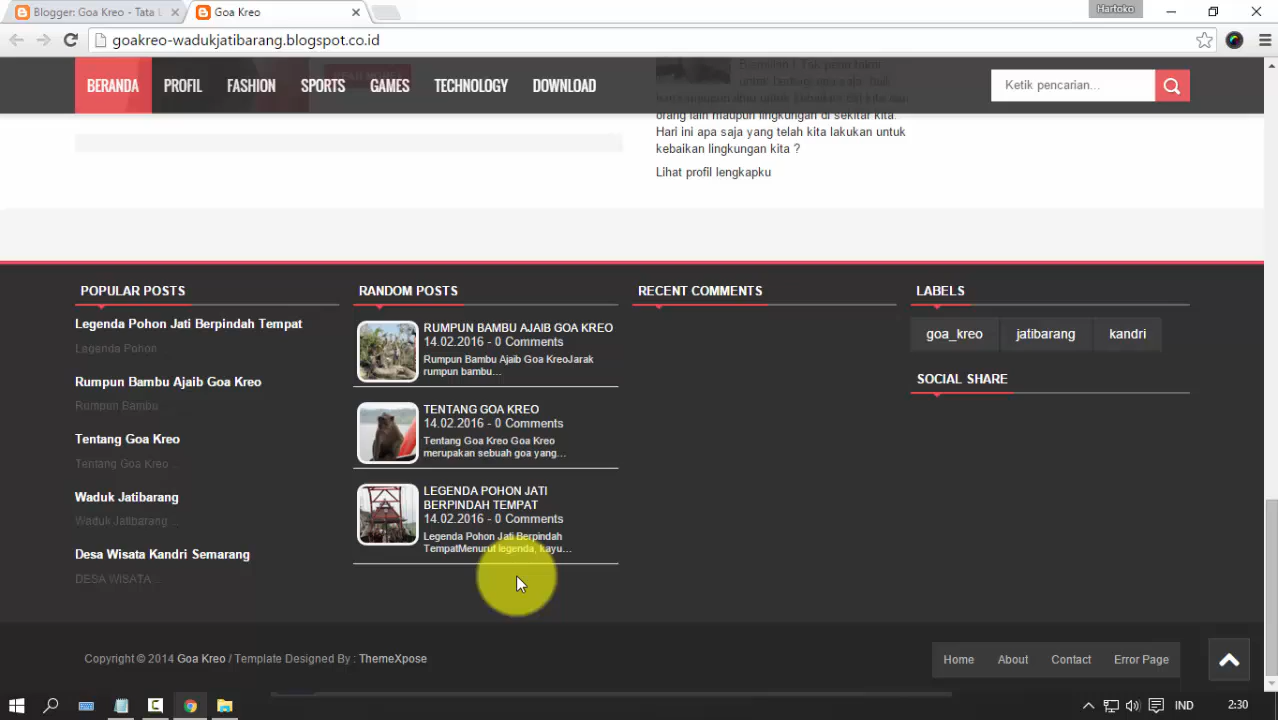 Blogger: Goa Kreo - Tata L
Goa Kreo
Hartoko
goakreo-wadukjatibarang.blogspot.co.id
BERANDA
PROFIL
FASHION
SPORTS
GAMES
TECHNOLOGY
DOWNLOAD
Ketik pencarian...
orang lain maupun lingkungan di sekitar kita.
Hari ini apa saja yang telah kita lakukan untuk
kebaikan lingkungan kita ?
Lihat profil lengkapku
POPULAR POSTS
Legenda Pohon Jati Berpindah Tempat
Legenda Pohon
Rumpun Bambu Ajaib Goa Kreo
Rumpun Bambu
Tentang Goa Kreo
Tentang Goa Kreo ...
Waduk Jatibarang
Waduk Jatibarang ...
Desa Wisata Kandri Semarang
DESA WISATA ...
RANDOM POSTS
RUMPUN BAMBU AJAIB GOA KREO
14.02.2016 - 0 Comments
Rumpun Bambu Ajaib Goa KreoJarak
rumpun bambu...
TENTANG GOA KREO
14.02.2016 - 0 Comments
Tentang Goa Kreo Goa Kreo
merupakan sebuah goa yang...
LEGENDA POHON JATI
BERPINDAH TEMPAT
14.02.2016 - 0 Comments
Legenda Pohon Jati Berpindah
TempatMenurut legenda, kayu...
RECENT COMMENTS
LABELS
goa_kreo
jatibarang
kandri
SOCIAL SHARE
Copyright © 2014 Goa Kreo / Template Designed By : ThemeXpose
Home
About
Contact
Error Page
IND
2:30